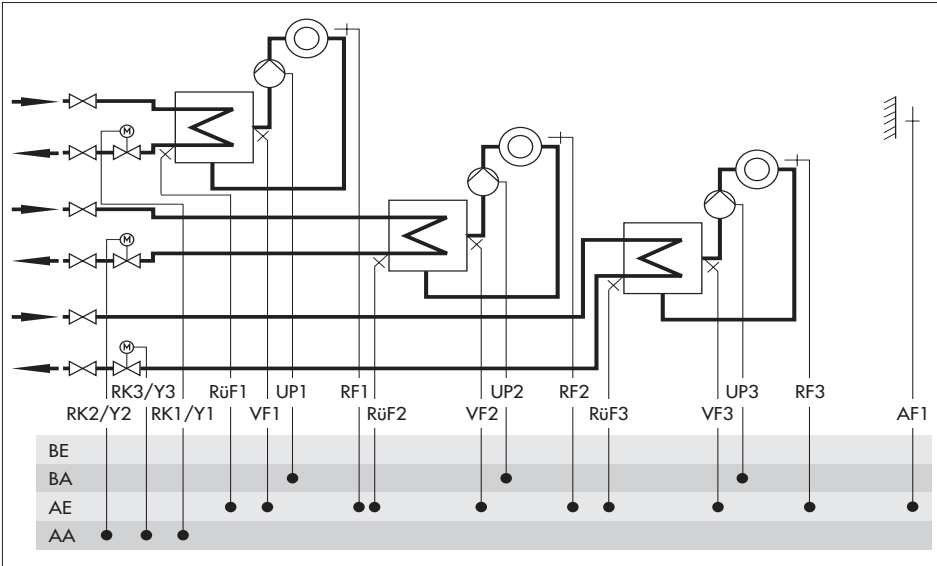 M
M
M
RK3/Y3 RüF1 UP1 RF1 UP2 RF2 UP3 RF3
RK2/Y2 RK1/Y1 VF1 RüF2 VF2 RüF3 VF3 AF1
BE
BA
AE
AA